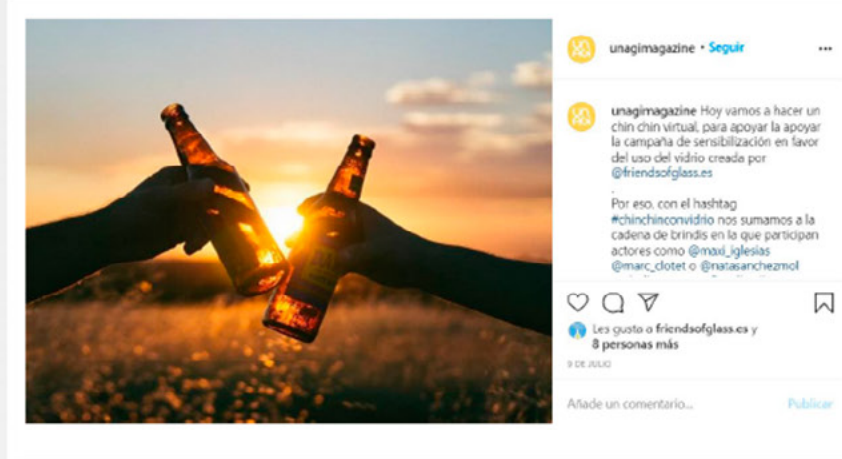 unagimagazine • Seguir
unagimagazine Hoy vamos a hacer un
chin chin virtual, para apoyar la apoyar
la campaña de sensibilización en favor
del uso del vidrio creada por
@friendsofglass.es
.
Por eso, con el hashtag
#chinchinconvidrio nos sumamos a la
cadena de brindis en la que participan
actores como @maxi_iglesias
@marc_clotet o @natasanchezmol
Les gusta a friendsofglass.es y
8 personas más
9 DE JULIO
Añade un comentario...
Publicar